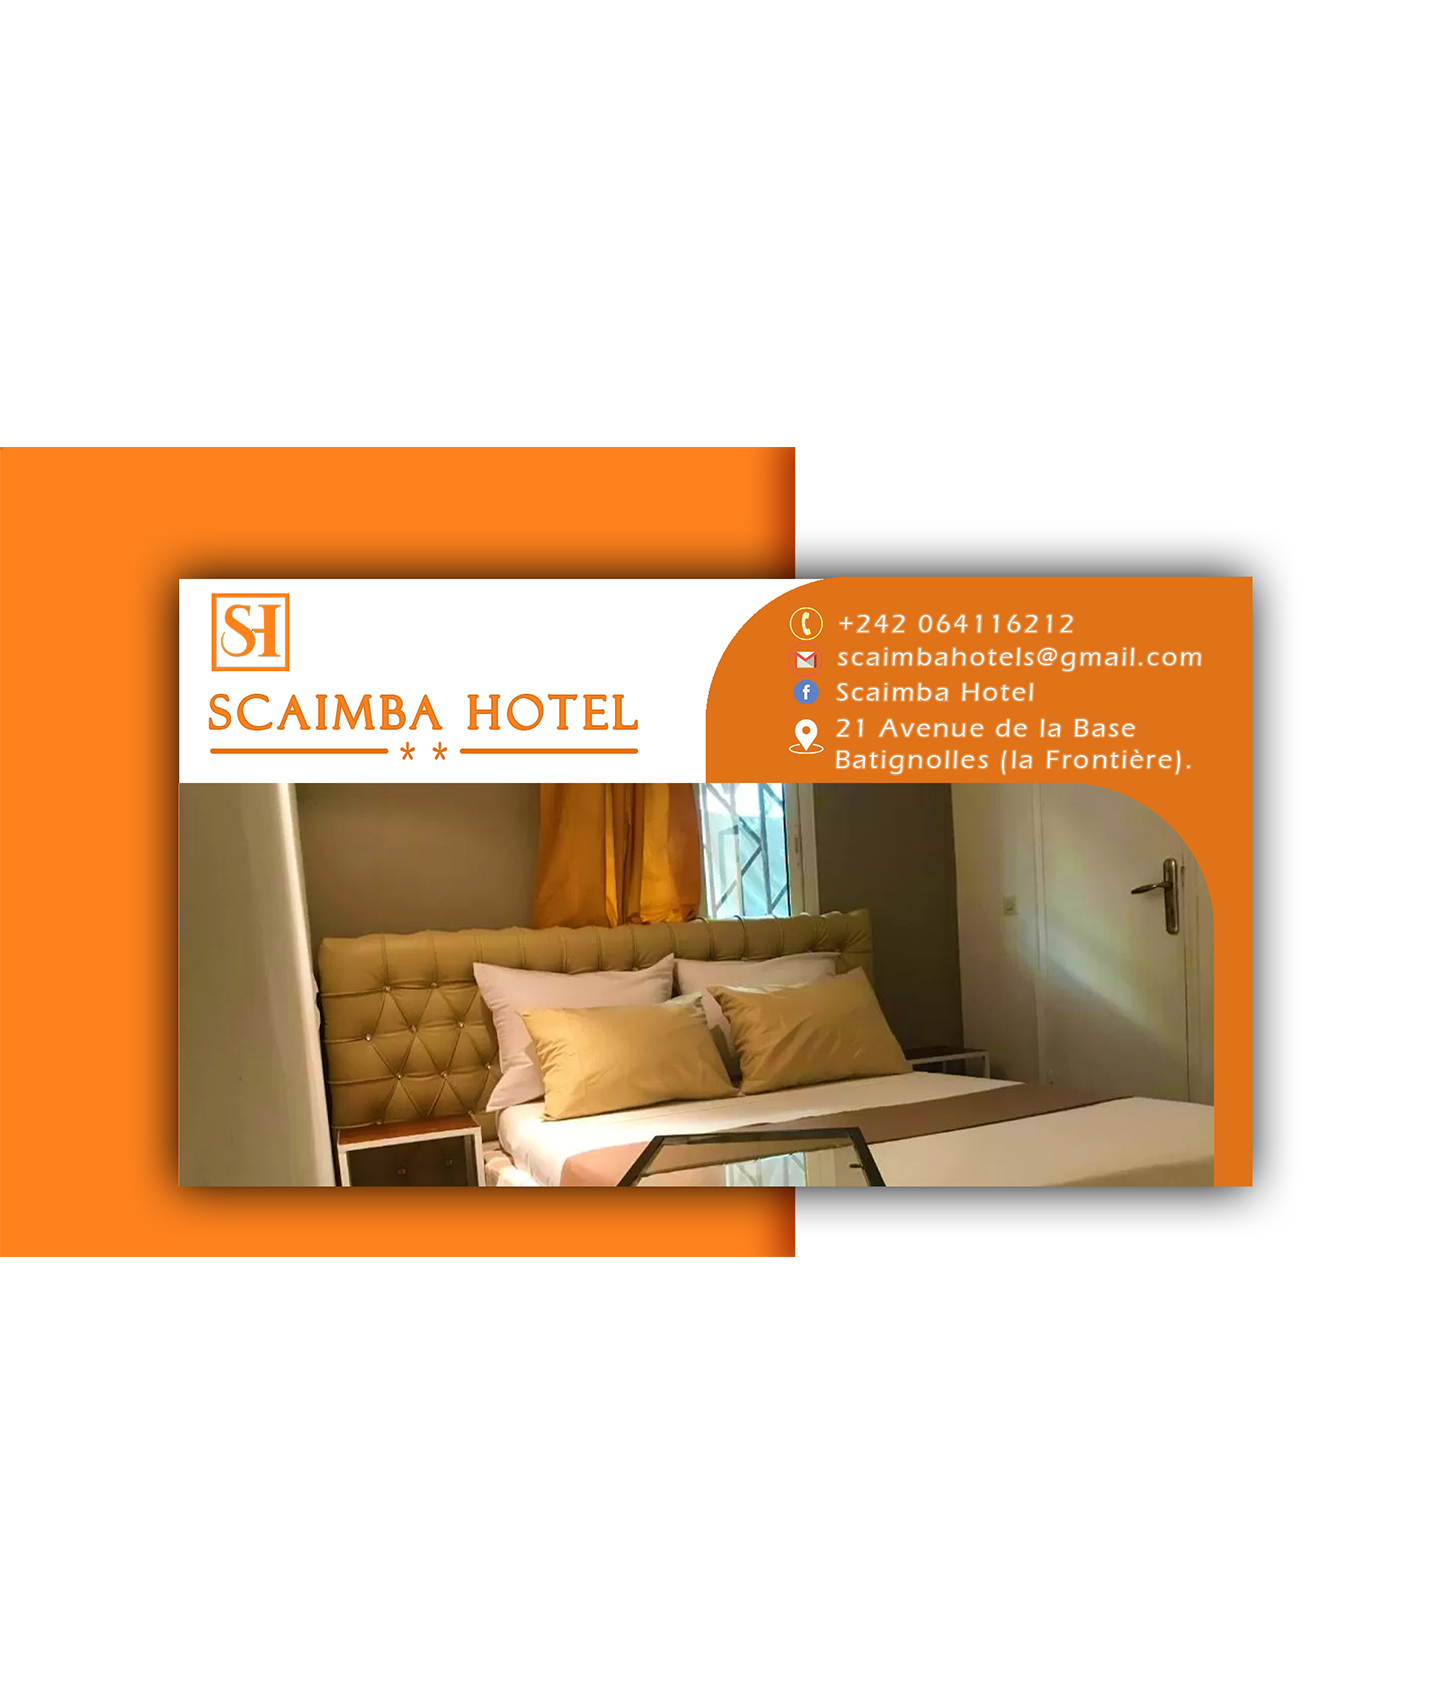 SH
SCAIMBA HOTEL
* *
+242 064116212
scaimbahotels@gmail.com
Scaimba Hotel
21 Avenue de la Base
Batignolles (la Frontière).